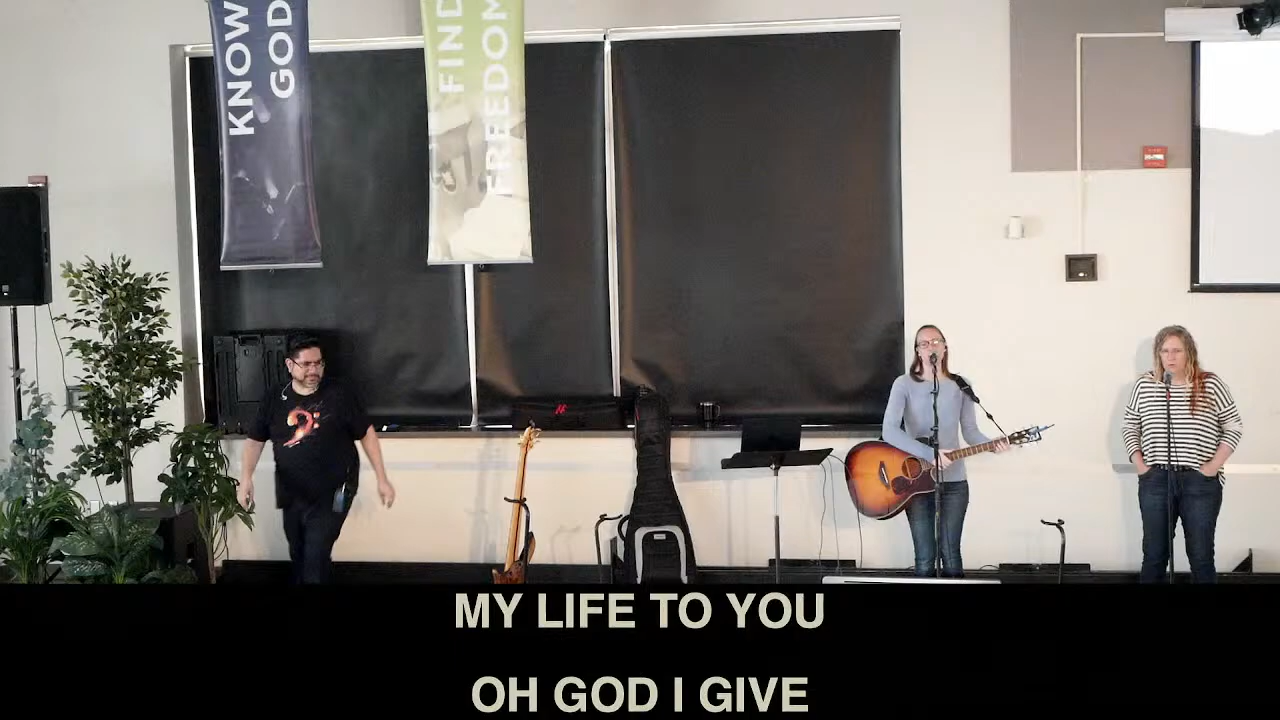 KNOW
GOD
FIND
FREEDOM
MY LIFE TO YOU
OH GOD I GIVE